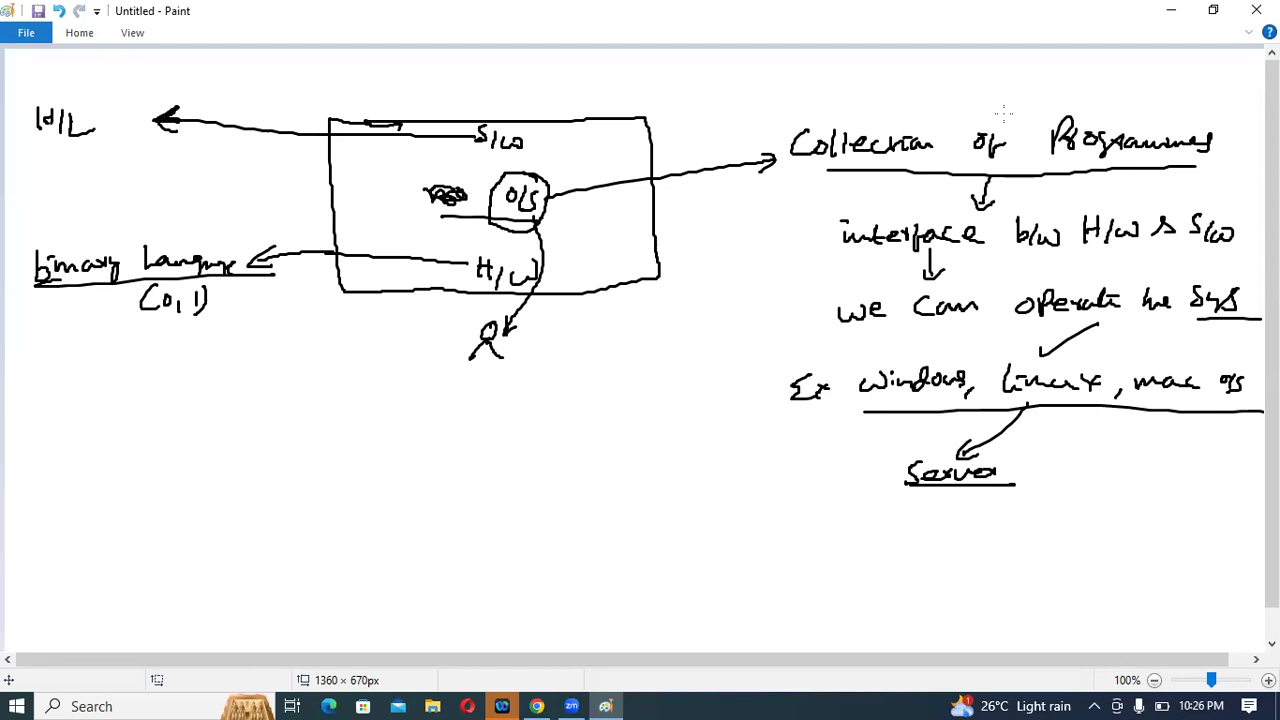 Untitled - Paint
File Home View
H/L
S/w
O/S
binary Language
(0, 1)
H/W
Collection of Programmes
interface b/w H/w & S/w
we can operate the Sys
Ex windows, Linux, mac os
Server
1360 × 670px
100%
Search
26°C Light rain
10:26 PM
1